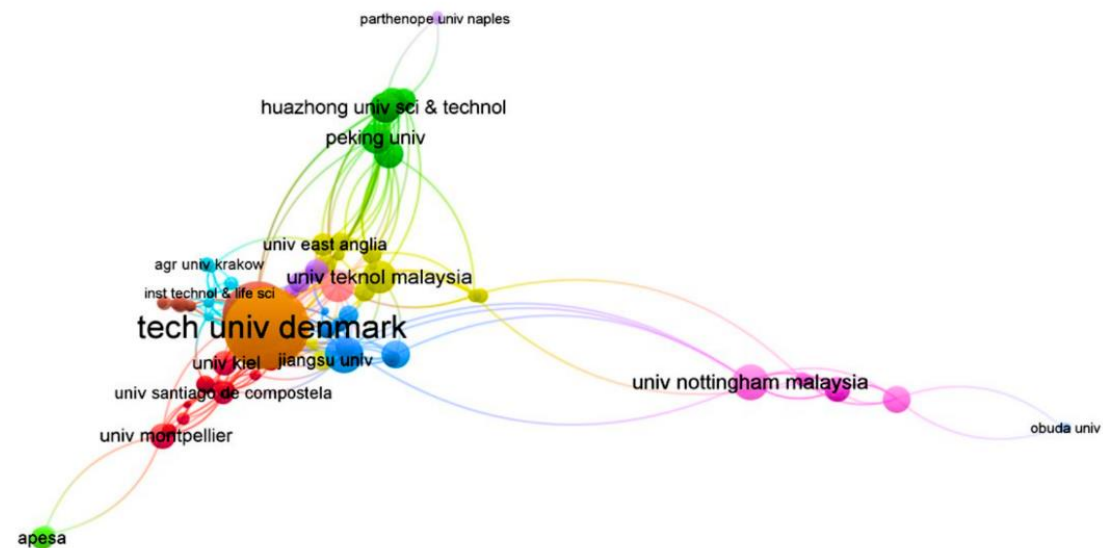 parthenope univ naples
huazhong univ sci & technol
peking univ
univ east anglia
agr univ krakow
univ teknol malaysia
inst technol & life sci
tech univ denmark
univ kiel
jiangsu univ
univ nottingham malaysia
univ santiago de compostela
obuda univ
univ montpellier
apesa